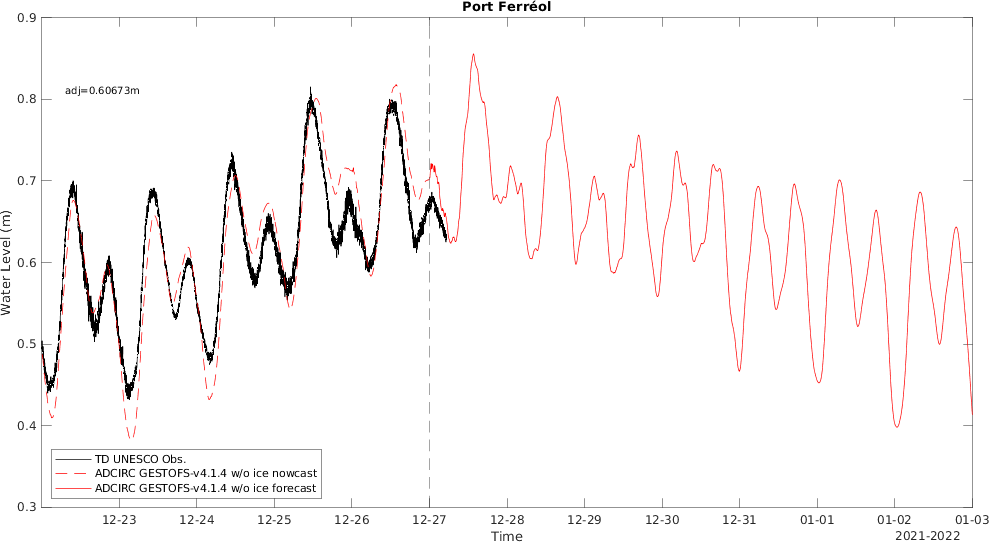 Port Ferréol
0.9
0.8
0.7
0.6
0.5
0.4
0.3
Water Level (m)
adj=0.60673m
TD UNESCO Obs.
ADCIRC GESTOFS-v4.1.4 w/o ice nowcast
ADCIRC GESTOFS-v4.1.4 w/o ice forecast
12-23 12-24 12-25 12-26 12-27 12-28 12-29 12-30 12-31 01-01 01-02 01-03
Time
2021-2022